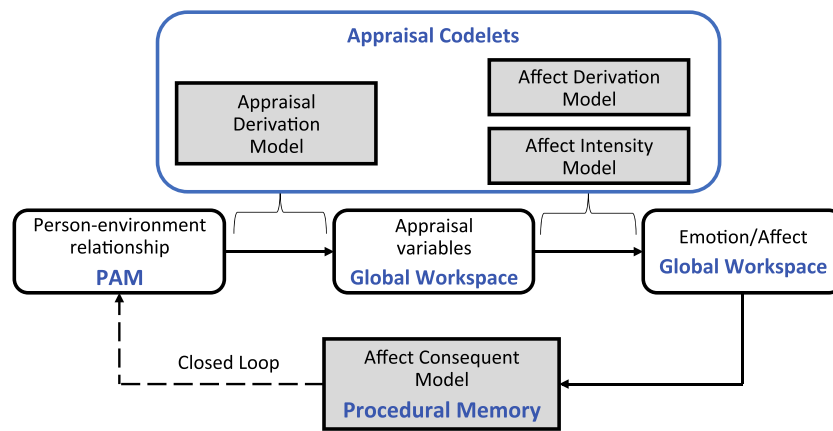 Appraisal Codelets
Appraisal
Derivation
Model
Affect Derivation
Model
Affect Intensity
Model
Person-environment
relationship
PAM
Appraisal
variables
Global Workspace
Emotion/Affect
Global Workspace
Closed Loop
Affect Consequent
Model
Procedural Memory